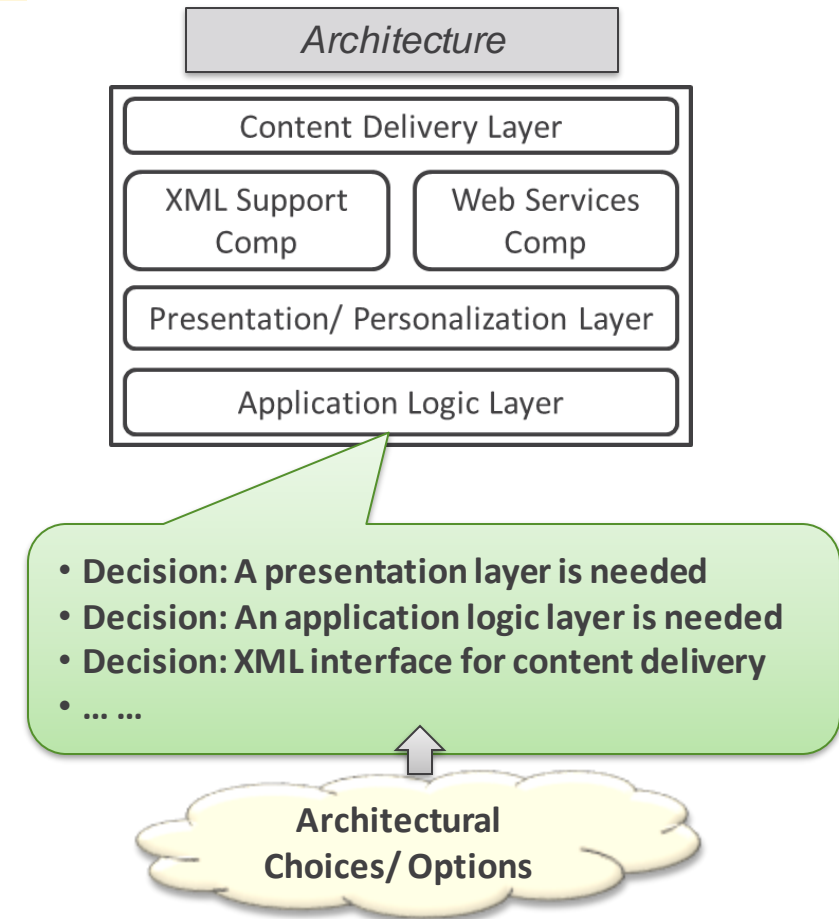 Architecture
Content Delivery Layer
XML Support
Comp
Web Services
Comp
Presentation/ Personalization Layer
Application Logic Layer
• Decision: A presentation layer is needed
• Decision: An application logic layer is needed
• Decision: XML interface for content delivery
• ... ...
Architectural
Choices/ Options